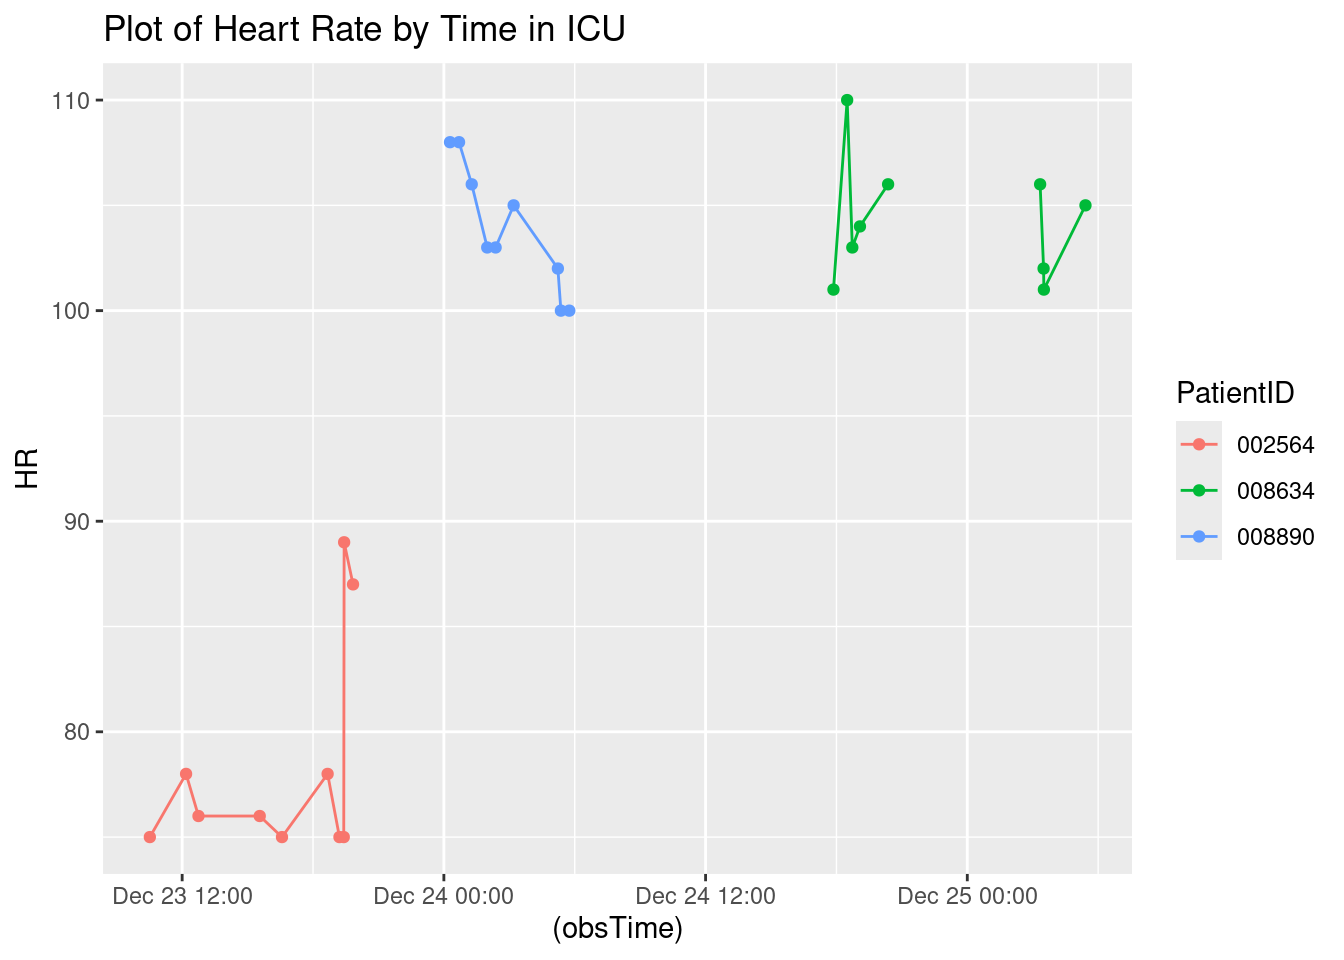 Plot of Heart Rate by Time in ICU
110
100
90
80
HR
Dec 23 12:00
Dec 24 00:00
Dec 24 12:00
Dec 25 00:00
(obsTime)
PatientID
002564
008634
008890